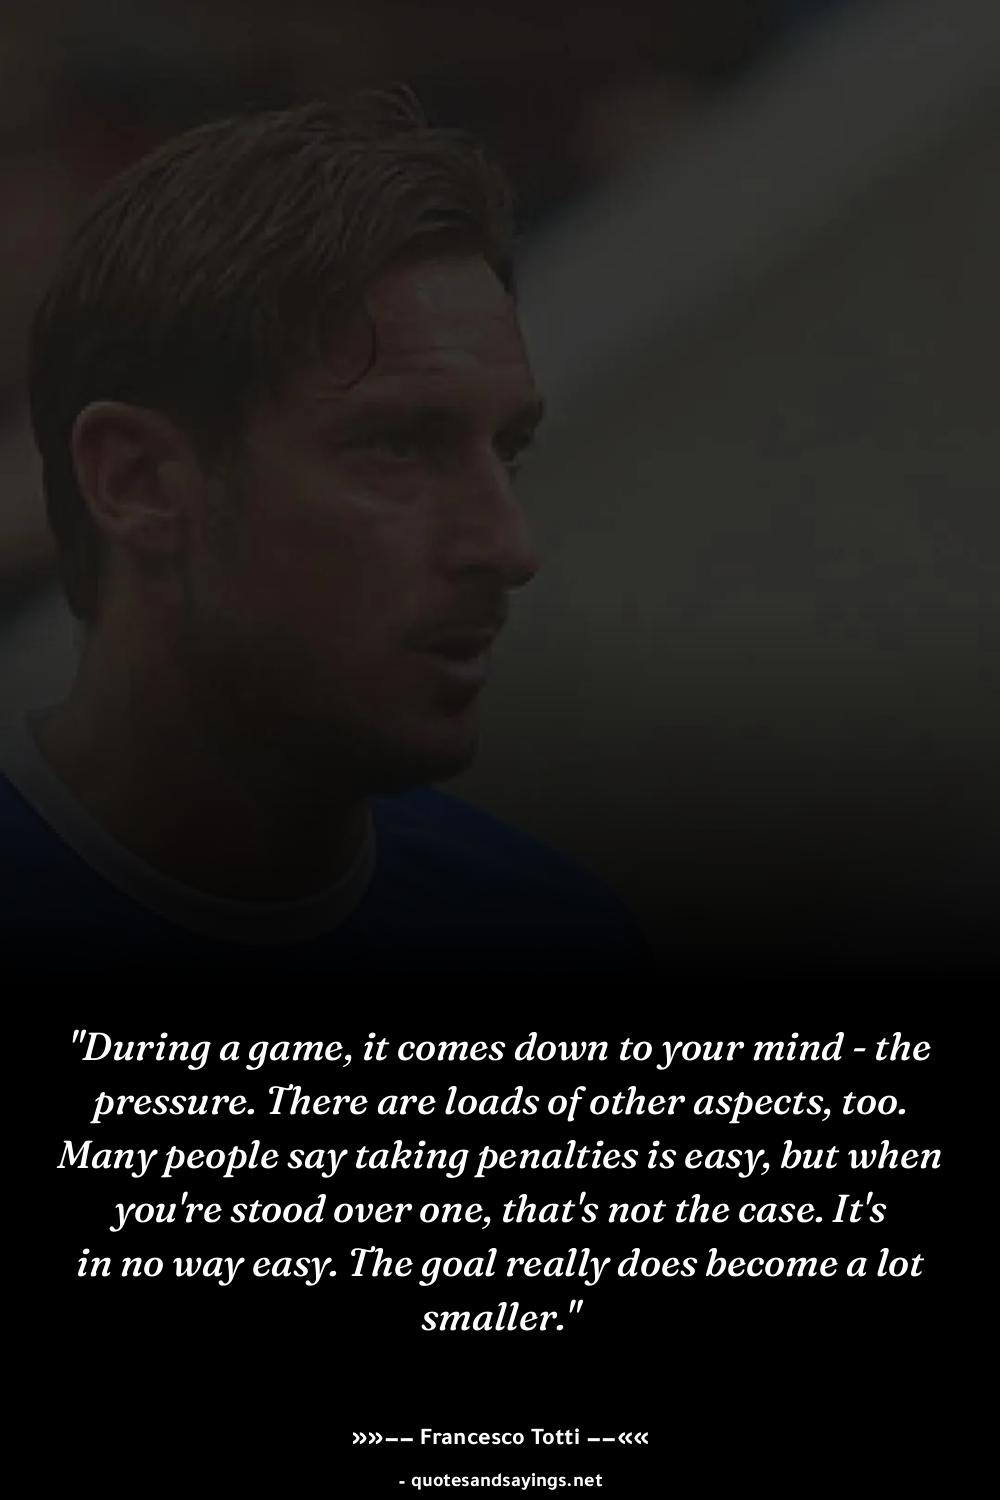 "During a game, it comes down to your mind - the
pressure. There are loads of other aspects, too.
Many people say taking penalties is easy, but when
you're stood over one, that's not the case. It's
in no way easy. The goal really does become a lot
smaller."
»»−− Francesco Totti −−««
- quotesandsayings.net